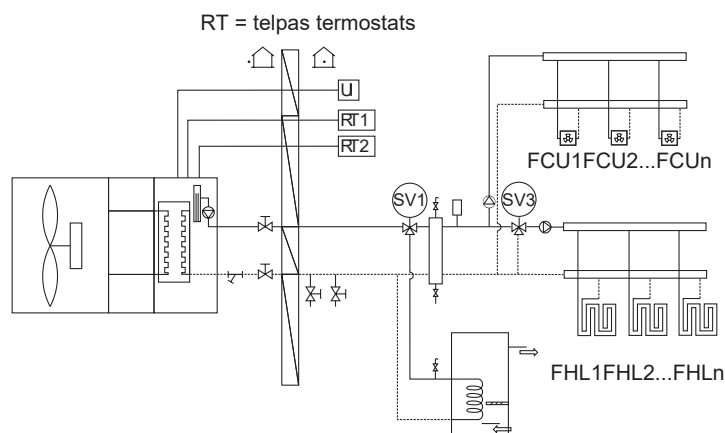 RT = telpas termostats
U
RT1
RT2
SV1
SV3
FCU1FCU2...FCUn
FHL1FHL2...FHLn